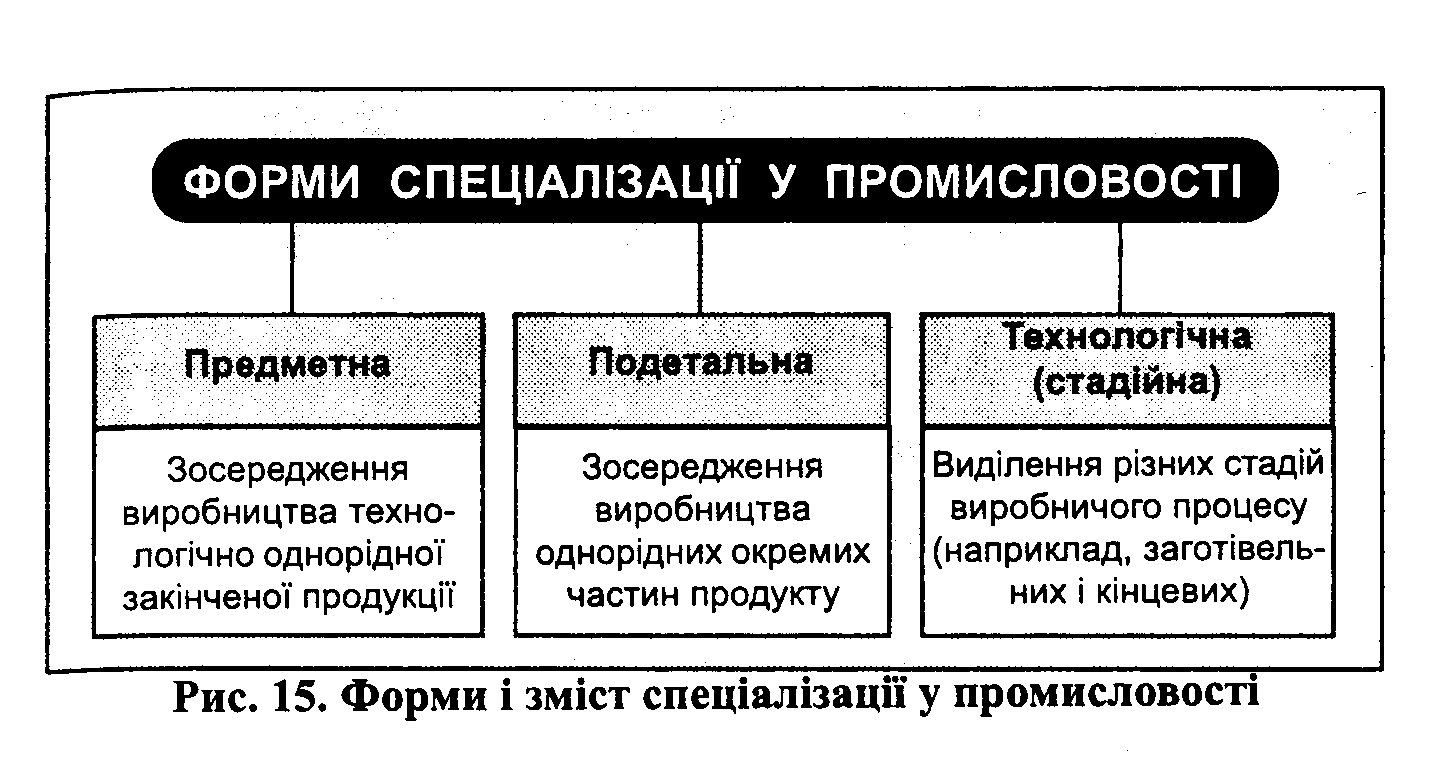 ФОРМИ СПЕЦІАЛІЗАЦІЇ У ПРОМИСЛОВОСТІ
Предметна
Зосередження
виробництва техно-
логічно однорідної
закінченої продукції
Подетальна
Зосередження
виробництва
однорідних окремих
частин продукту
Технологічна
(стадійна)
Виділення різних стадій
виробничого процесу
(наприклад, заготівель-
них і кінцевих)
Рис. 15. Форми і зміст спеціалізації у промисловості